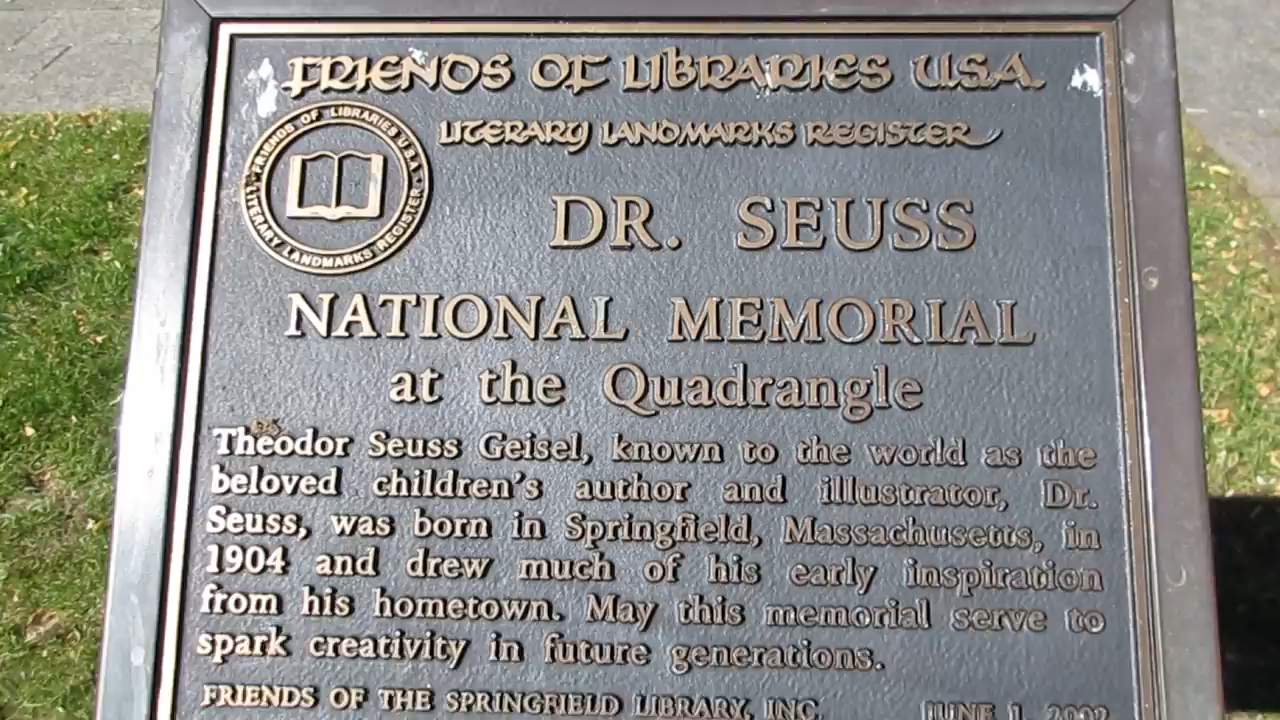 FRIENDS OF LIBRARIES U.S.A.
LITERARY LANDMARKS REGISTER
FRIENDS OF LIBRARIES U.S.A.
LITERARY LANDMARKS REGISTER
DR. SEUSS
NATIONAL MEMORIAL
at the Quadrangle
Theodor Seuss Geisel, known to the world as the
beloved children's author and illustrator, Dr.
Seuss, was born in Springfield, Massachusetts, in
1904 and drew much of his early inspiration
from his hometown. May this memorial serve to
spark creativity in future generations.
FRIENDS OF THE SPRINGFIELD LIBRARY, INC. JUNE 1,